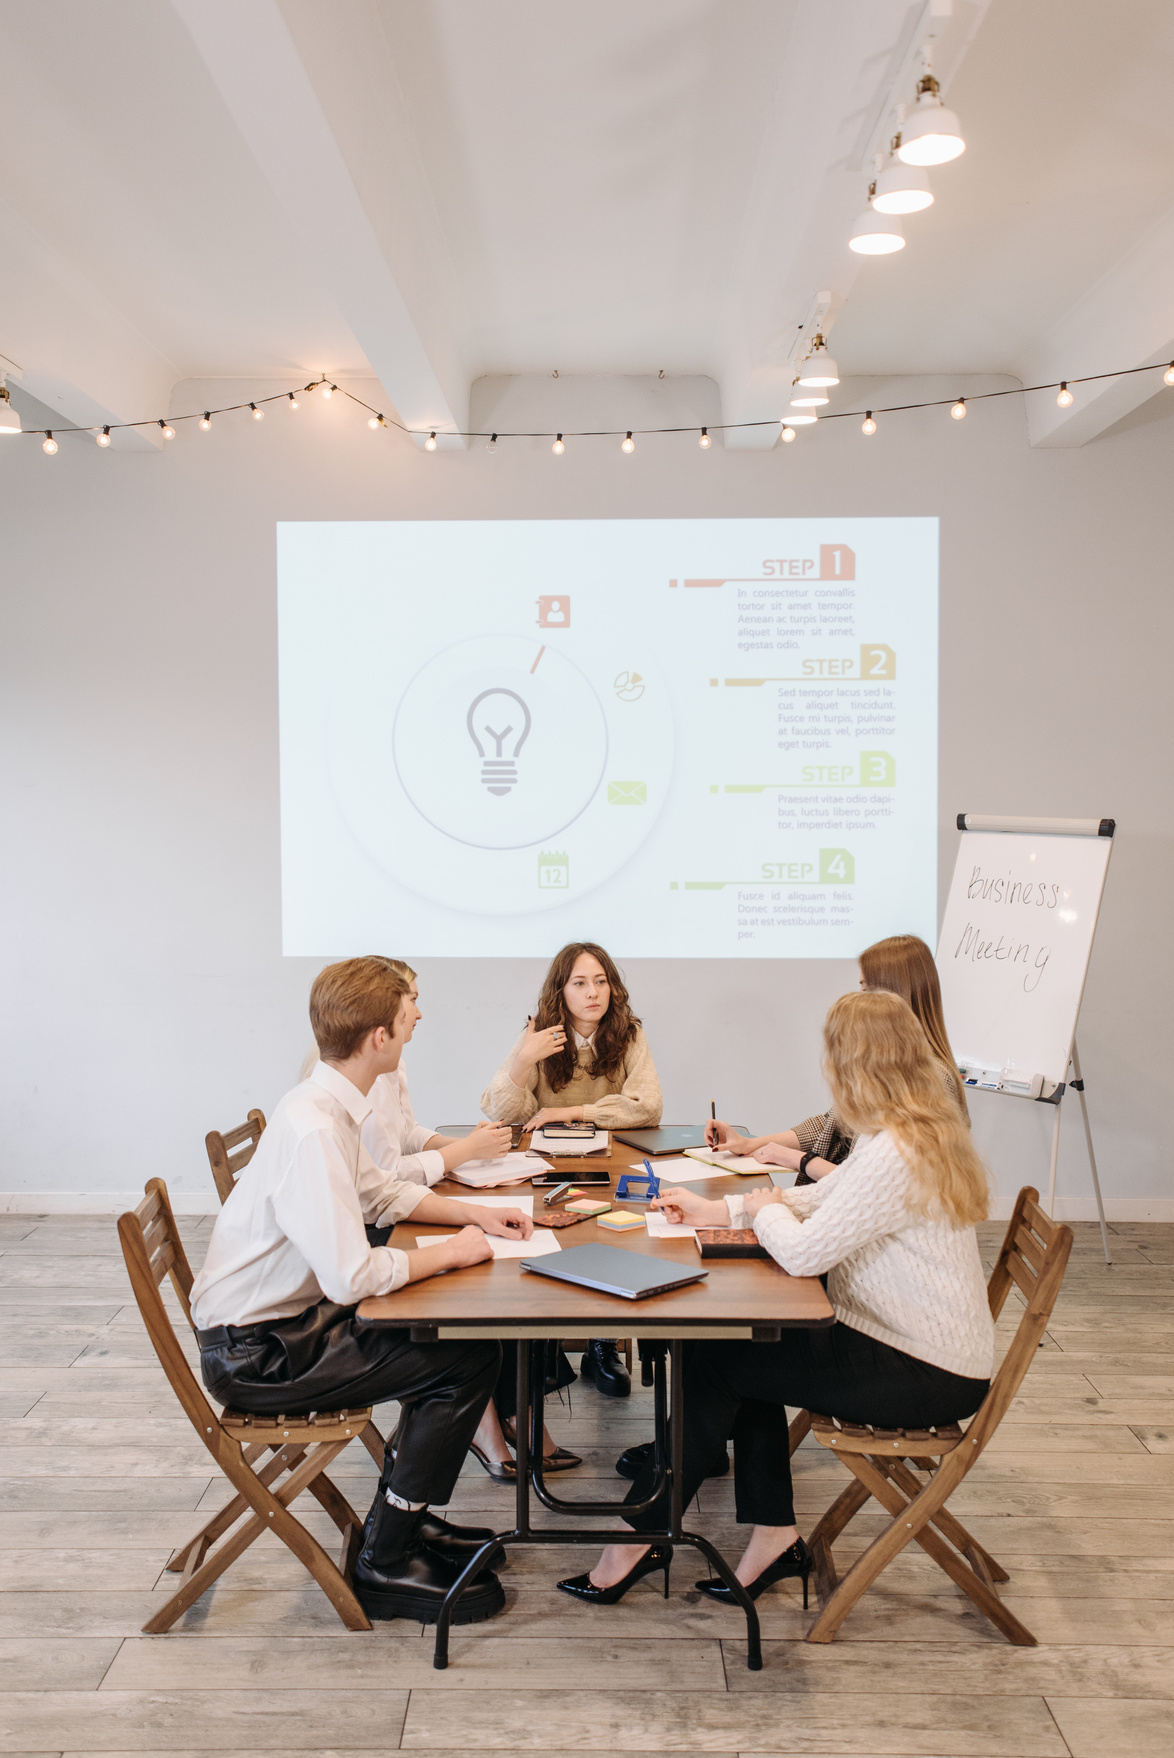 STEP 1
In consectetur convallis
tortor sit amet tempor.
Aenean ac turpis laoreet,
aliquet lorem sit amet,
egestas odio.
STEP 2
Sed tempor lacus sed la-
cus aliquet tincidunt.
Fusce mi turpis, pulvinar
at faucibus vel, porttitor
eget turpis.
STEP 3
Praesent vitae odio dapi-
bus, luctus libero portti-
tor, imperdiet ipsum.
12
STEP 4
Fusce id aliquam felis.
Donec scelerisque mas-
sa at est vestibulum sem-
per.
Business
Meeting